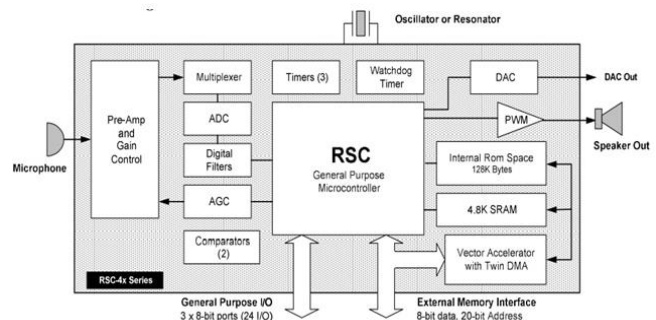 Oscillator or Resonator
Multiplexer
Timers (3)
Watchdog
Timer
DAC
DAC Out
Pre-Amp
and
Gain
Control
ADC
PWM
Microphone
Digital
Filters
RSC
General Purpose
Microcontroller
Speaker Out
Internal Rom Space
128K Bytes
AGC
4.8K SRAM
Comparators
(2)
Vector Accelerator
with Twin DMA
RSC-4x Series
General Purpose I/O
3 x 8-bit ports (24 I/O)
External Memory Interface
8-bit data, 20-bit Address